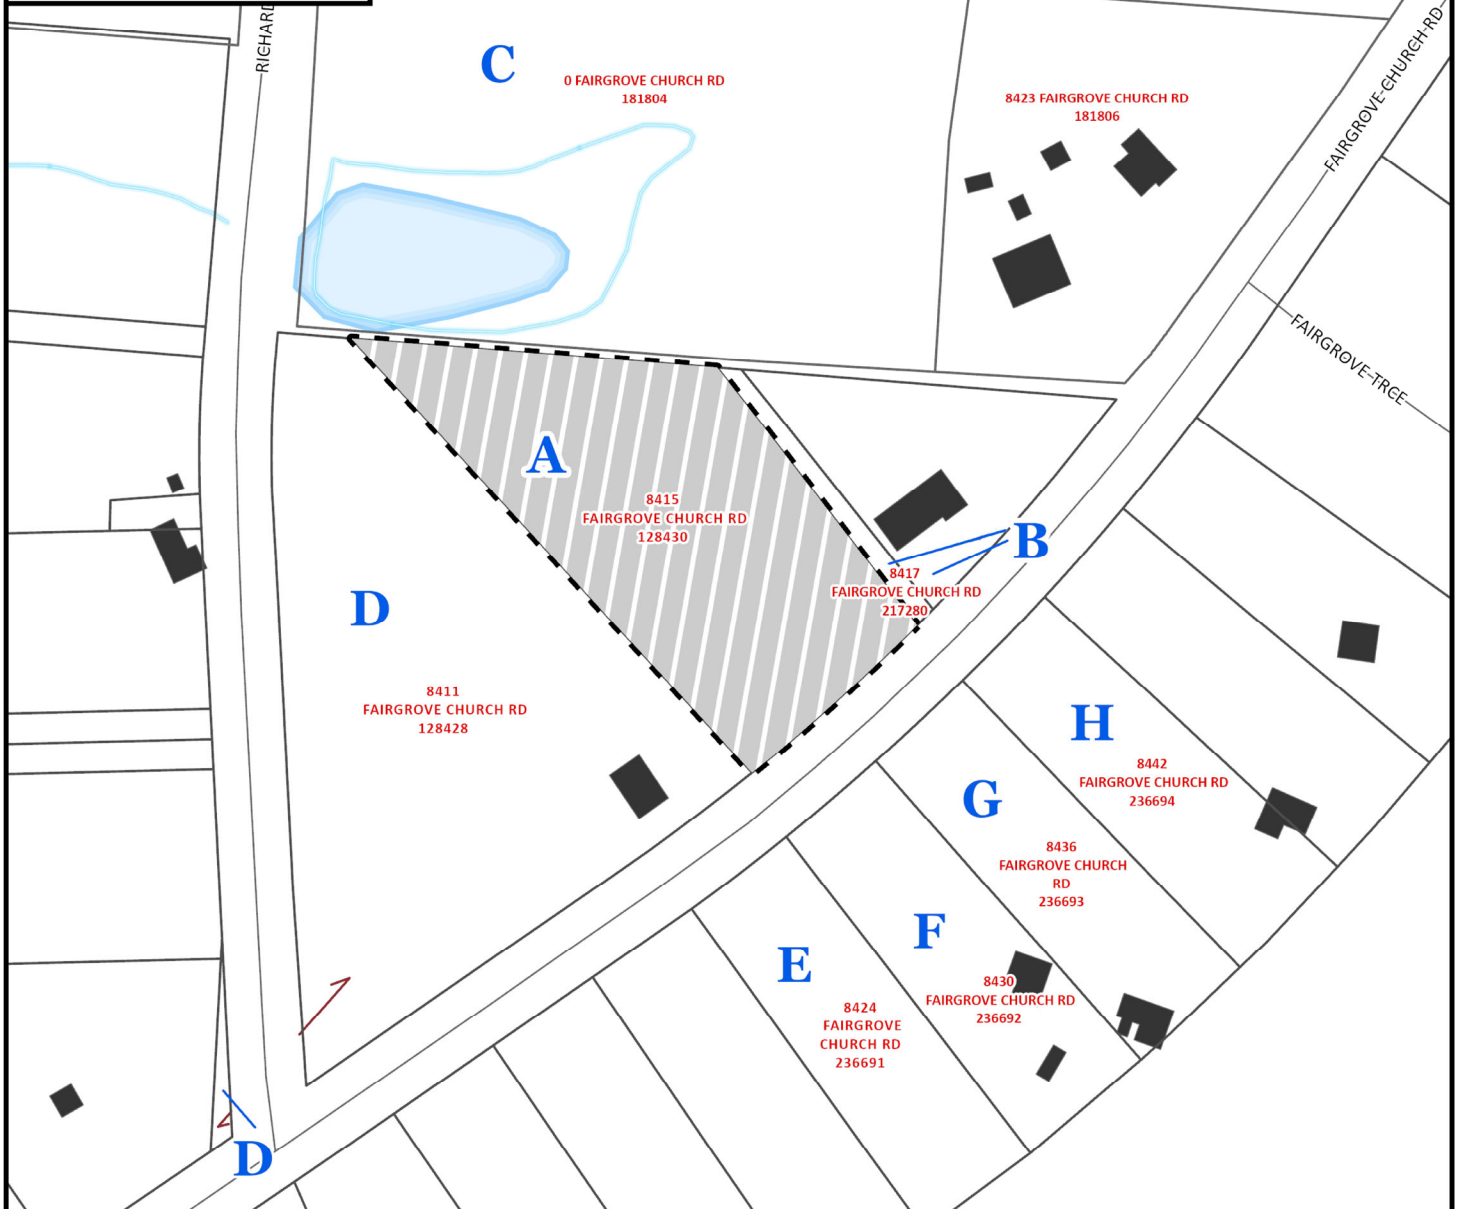 RICHARD
C
0 FAIRGROVE CHURCH RD
181804
8423 FAIRGROVE CHURCH RD
181806
FAIRGROVE-CHURCH-RD
FAIRGROVE-TRCE
A
8415
FAIRGROVE CHURCH RD
128430
B
8417
FAIRGROVE CHURCH RD
217280
D
8411
FAIRGROVE CHURCH RD
128428
H
8442
FAIRGROVE CHURCH RD
236694
G
8436
FAIRGROVE CHURCH
RD
236693
F
8430
FAIRGROVE CHURCH RD
236692
E
8424
FAIRGROVE
CHURCH RD
236691
D